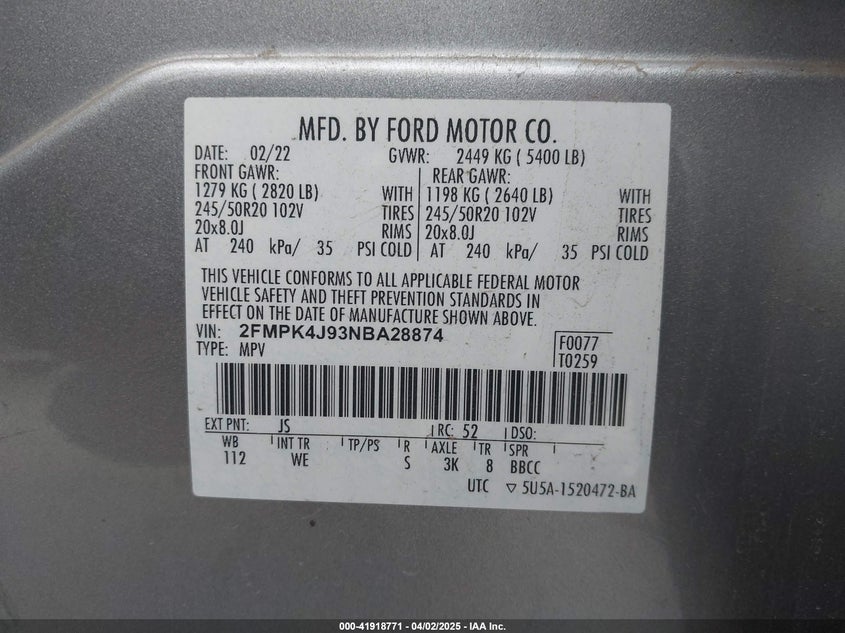 MFD. BY FORD MOTOR CO.
DATE: 02/22 GVWR: 2449 KG ( 5400 LB)
FRONT GAWR: REAR GAWR:
1279 KG ( 2820 LB) WITH 1198 KG ( 2640 LB) WITH
245/50R20 102V TIRES 245/50R20 102V TIRES
20x8.0J RIMS 20x8.0J RIMS
AT 240 kPa/ 35 PSI COLD AT 240 kPa/ 35 PSI COLD
THIS VEHICLE CONFORMS TO ALL APPLICABLE FEDERAL MOTOR
VEHICLE SAFETY AND THEFT PREVENTION STANDARDS IN
EFFECT ON THE DATE OF MANUFACTURE SHOWN ABOVE.
VIN: 2FMPK4J93NBA28874
TYPE: MPV
F0077
T0259
EXT PNT: JS RC: 52 DSO:
WB INT TR TP/PS R AXLE TR SPR
112 WE S 3K 8 BBCC
UTC ▽ 5U5A-1520472-BA
000-41918771 - 04/02/2025 - IAA Inc.